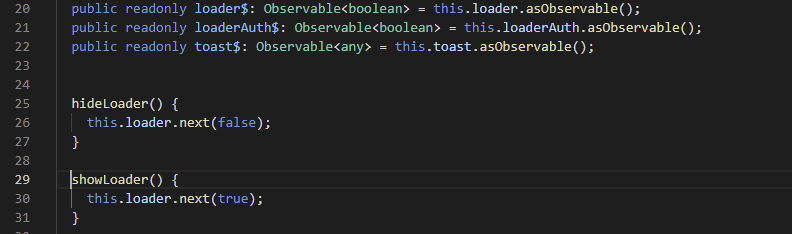 20 public readonly loader$: Observable<boolean> = this.loader.asObservable();
21 public readonly loaderAuth$: Observable<boolean> = this.loaderAuth.asObservable();
22 public readonly toast$: Observable<any> = this.toast.asObservable();
23
24
25 hideLoader() {
26 this.loader.next(false);
27 }
28
29 showLoader() {
30 this.loader.next(true);
31 }